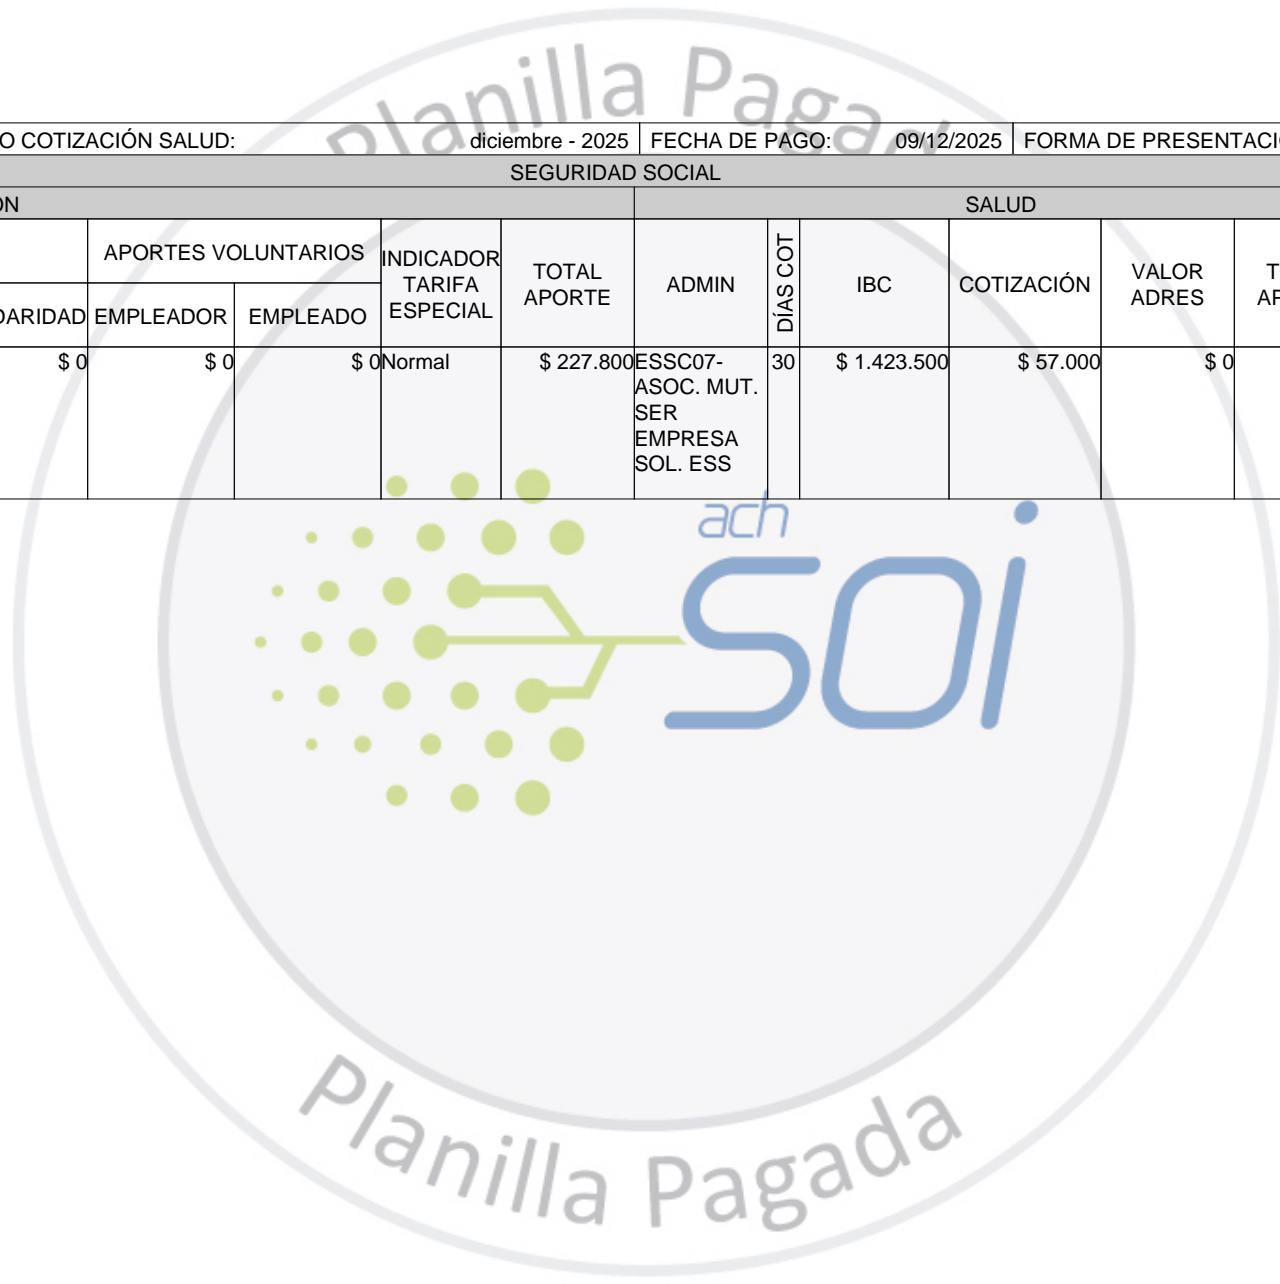 Planilla Pagada
O COTIZACIÓN SALUD: diciembre - 2025 FECHA DE PAGO: 09/12/2025 FORMA DE PRESENTACI
SEGURIDAD SOCIAL
ÓN SALUD
APORTES VOLUNTARIOS
INDICADOR
TARIFA
ESPECIAL
TOTAL
APORTE
ADMIN
DÍAS COT
IBC
COTIZACIÓN
VALOR
ADRES
DARIDAD EMPLEADOR EMPLEADO
$ 0 $ 0 $ 0 Normal $ 227.800 ESSC07- 30 $ 1.423.500 $ 57.000 $ 0
ASOC. MUT.
SER
EMPRESA
SOL. ESS
ach
soi
Planilla Pagada